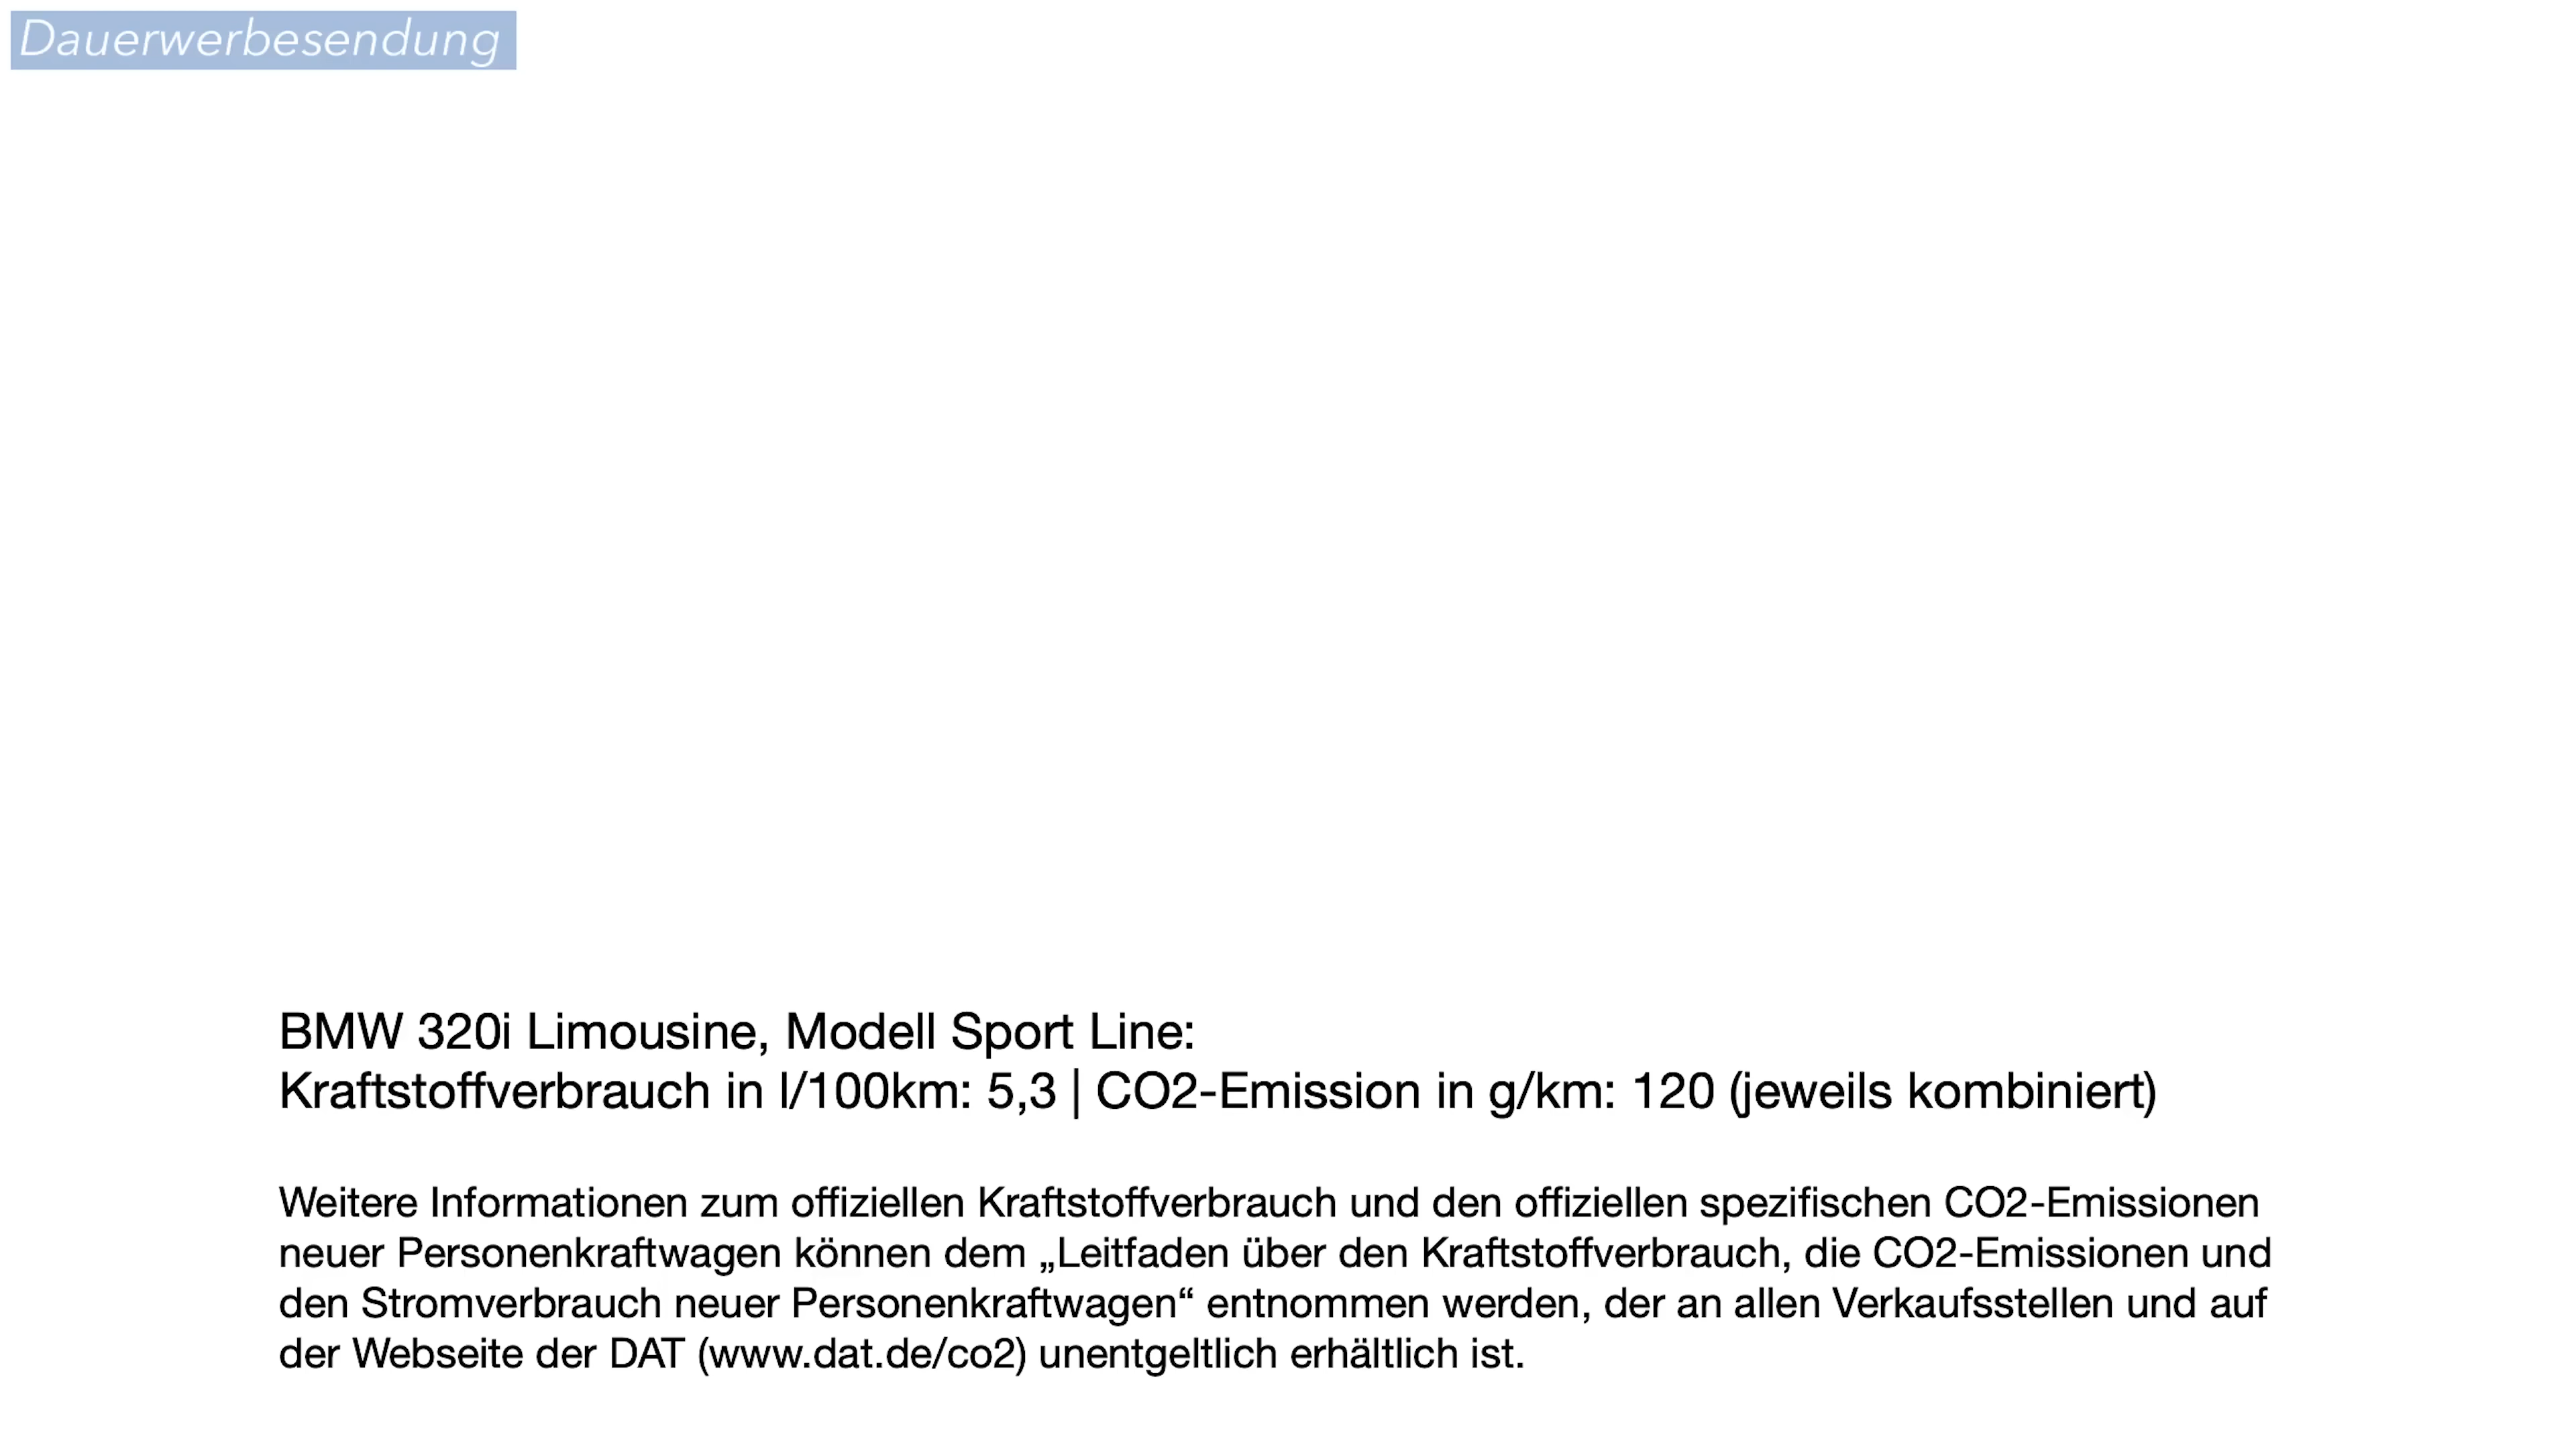 Dauerwerbesendung
BMW 320i Limousine, Modell Sport Line:
Kraftstoffverbrauch in l/100km: 5,3 | CO2-Emission in g/km: 120 (jeweils kombiniert)
Weitere Informationen zum offiziellen Kraftstoffverbrauch und den offiziellen spezifischen CO2-Emissionen
neuer Personenkraftwagen können dem „Leitfaden über den Kraftstoffverbrauch, die CO2-Emissionen und
den Stromverbrauch neuer Personenkraftwagen“ entnommen werden, der an allen Verkaufsstellen und auf
der Webseite der DAT (www.dat.de/co2) unentgeltlich erhältlich ist.